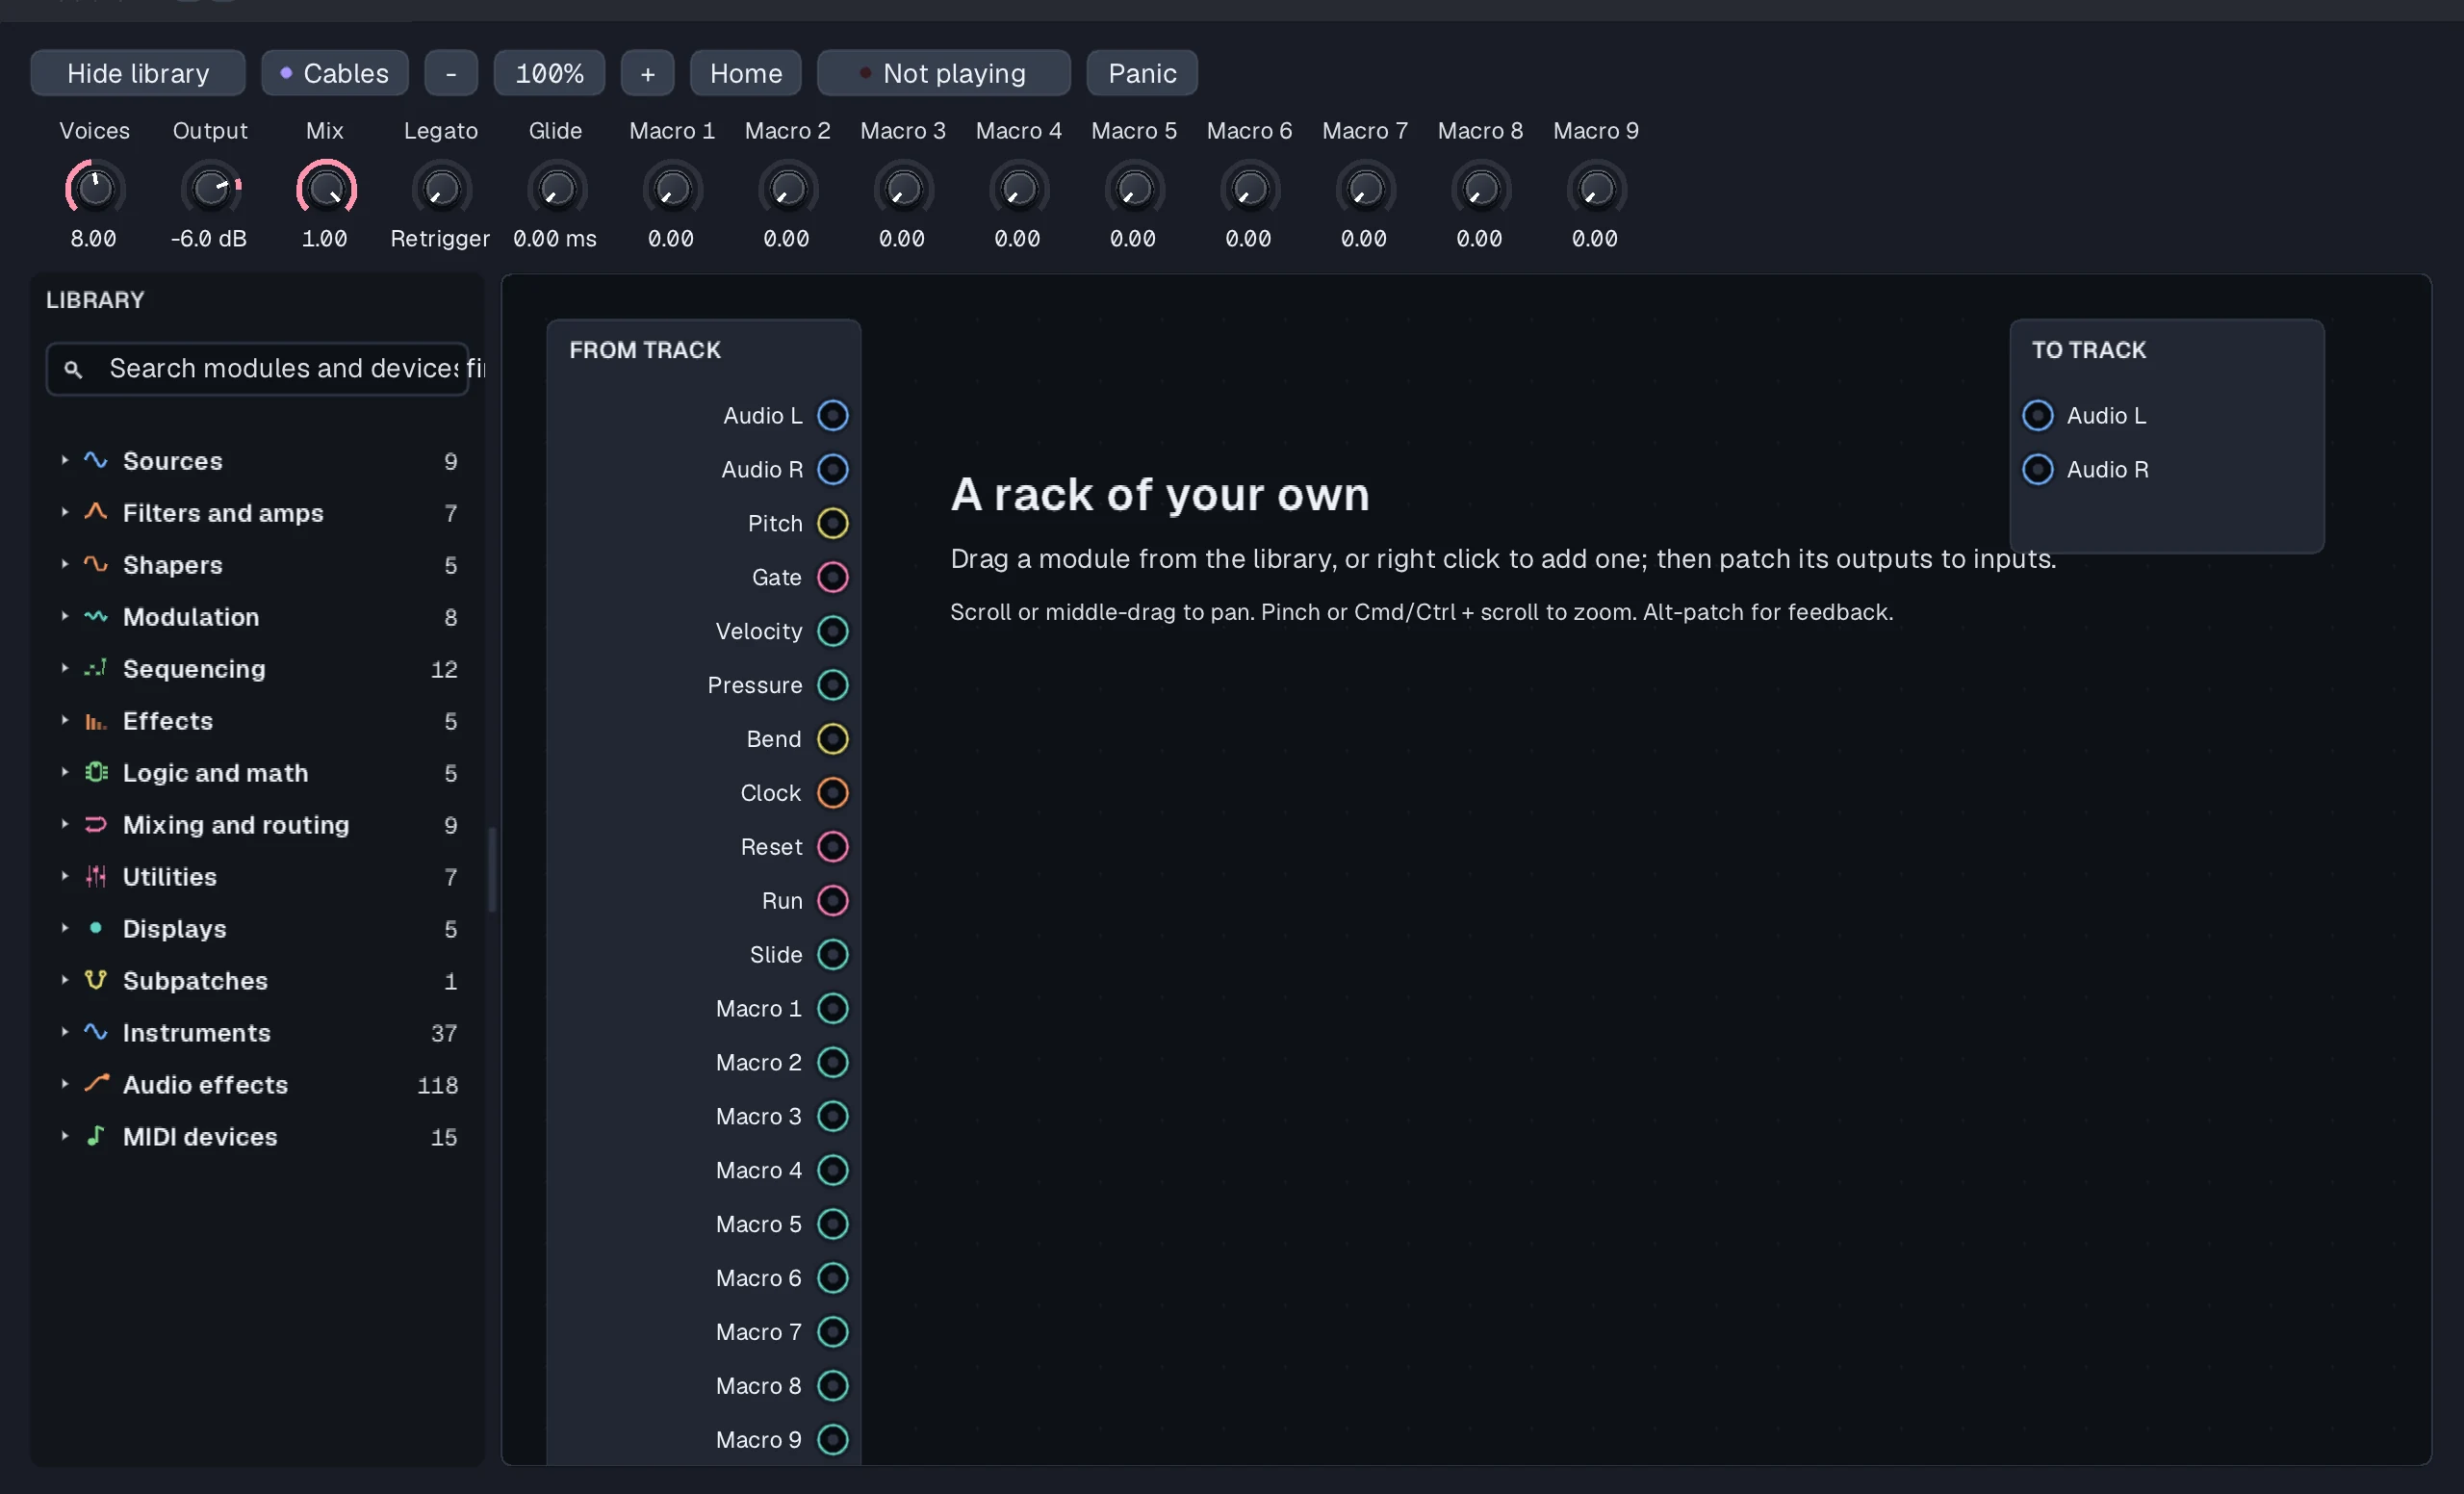 Hide library
Cables
-
100%
+
Home
Not playing
Panic
Voices Output Mix Legato Glide Macro 1 Macro 2 Macro 3 Macro 4 Macro 5 Macro 6 Macro 7 Macro 8 Macro 9
8.00 -6.0 dB 1.00 Retrigger 0.00 ms 0.00 0.00 0.00 0.00 0.00 0.00 0.00 0.00 0.00
LIBRARY
Search modules and devices
Sources 9
Filters and amps 7
Shapers 5
Modulation 8
Sequencing 12
Effects 5
Logic and math 5
Mixing and routing 9
Utilities 7
Displays 5
Subpatches 1
Instruments 37
Audio effects 118
MIDI devices 15
FROM TRACK
Audio L
Audio R
Pitch
Gate
Velocity
Pressure
Bend
Clock
Reset
Run
Slide
Macro 1
Macro 2
Macro 3
Macro 4
Macro 5
Macro 6
Macro 7
Macro 8
Macro 9
A rack of your own
Drag a module from the library, or right click to add one; then patch its outputs to inputs.
Scroll or middle-drag to pan. Pinch or Cmd/Ctrl + scroll to zoom. Alt-patch for feedback.
TO TRACK
Audio L
Audio R